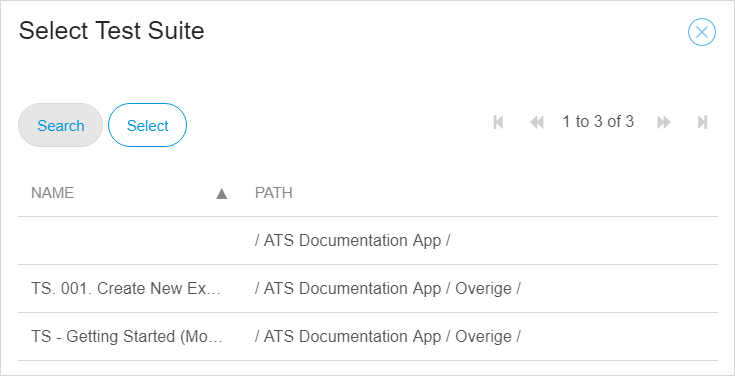 Select Test Suite
Search Select 1 to 3 of 3
NAME ▲ PATH
/ ATS Documentation App /
TS. 001. Create New Ex… / ATS Documentation App / Overige /
TS - Getting Started (Mo… / ATS Documentation App / Overige /